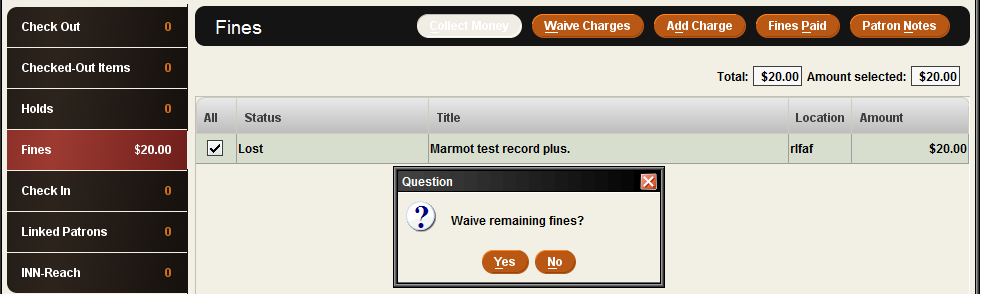 Check Out 0
Checked-Out Items 0
Holds 0
Fines $20.00
Check In 0
Linked Patrons 0
INN-Reach 0
Fines Collect Money Waive Charges Add Charge Fines Paid Patron Notes
Total: $20.00 Amount selected: $20.00
All Status Title Location Amount
Lost Marmot test record plus. rlfaf $20.00
Question
? Waive remaining fines?
Yes No